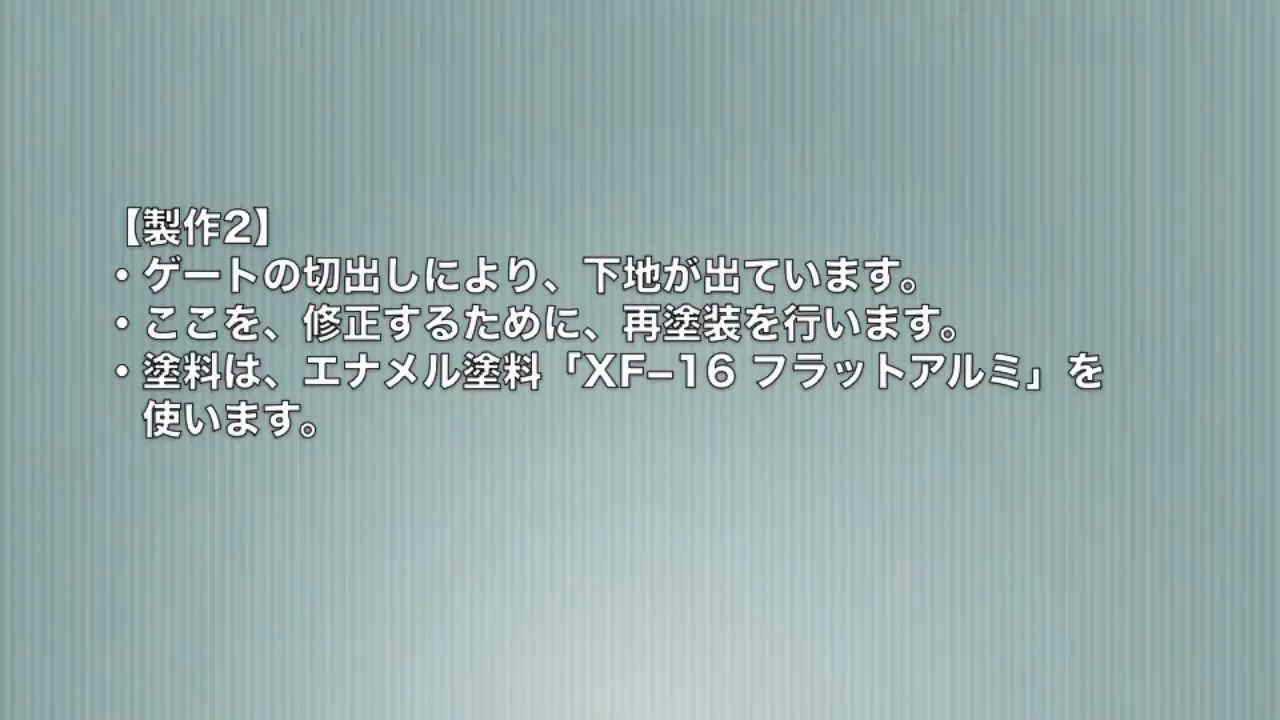 【製作2】
・ゲートの切出しにより、下地が出ています。
・ここを、修正するために、再塗装を行います。
・塗料は、エナメル塗料「XF–16 フラットアルミ」を
使います。